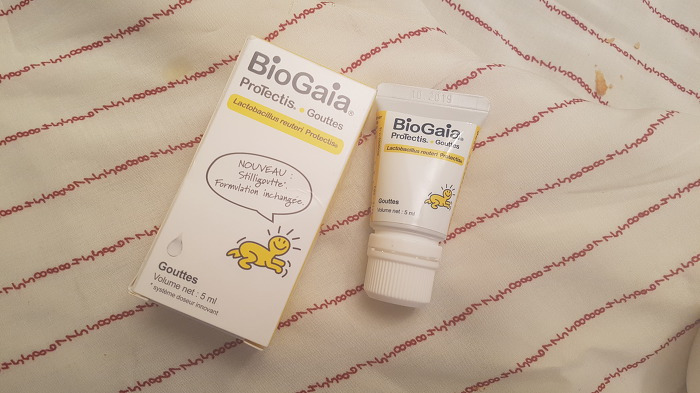 BioGaia®
ProTectis. • Gouttes
Lactobacillus reuteri Protectis®
NOUVEAU :
Stilligoutte*.
Formulation inchangée.
Gouttes
Volume net : 5 ml
* système doseur innovant
BioGaia®
ProTectis. • Gouttes
Lactobacillus reuteri Protectis®
Gouttes
Volume net : 5 ml